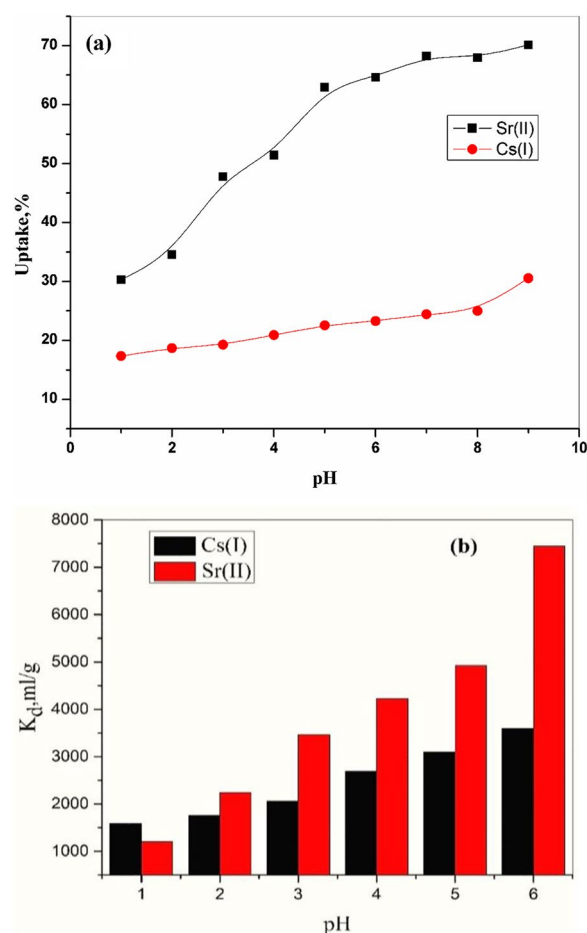 (a)
70
60
50
40
30
20
10
Uptake,%
Sr(II)
Cs(I)
0 2 4 6 8 10
pH
8000
7000
6000
5000
4000
3000
2000
1000
Kd,ml/g
Cs(I)
Sr(II)
(b)
1 2 3 4 5 6
pH